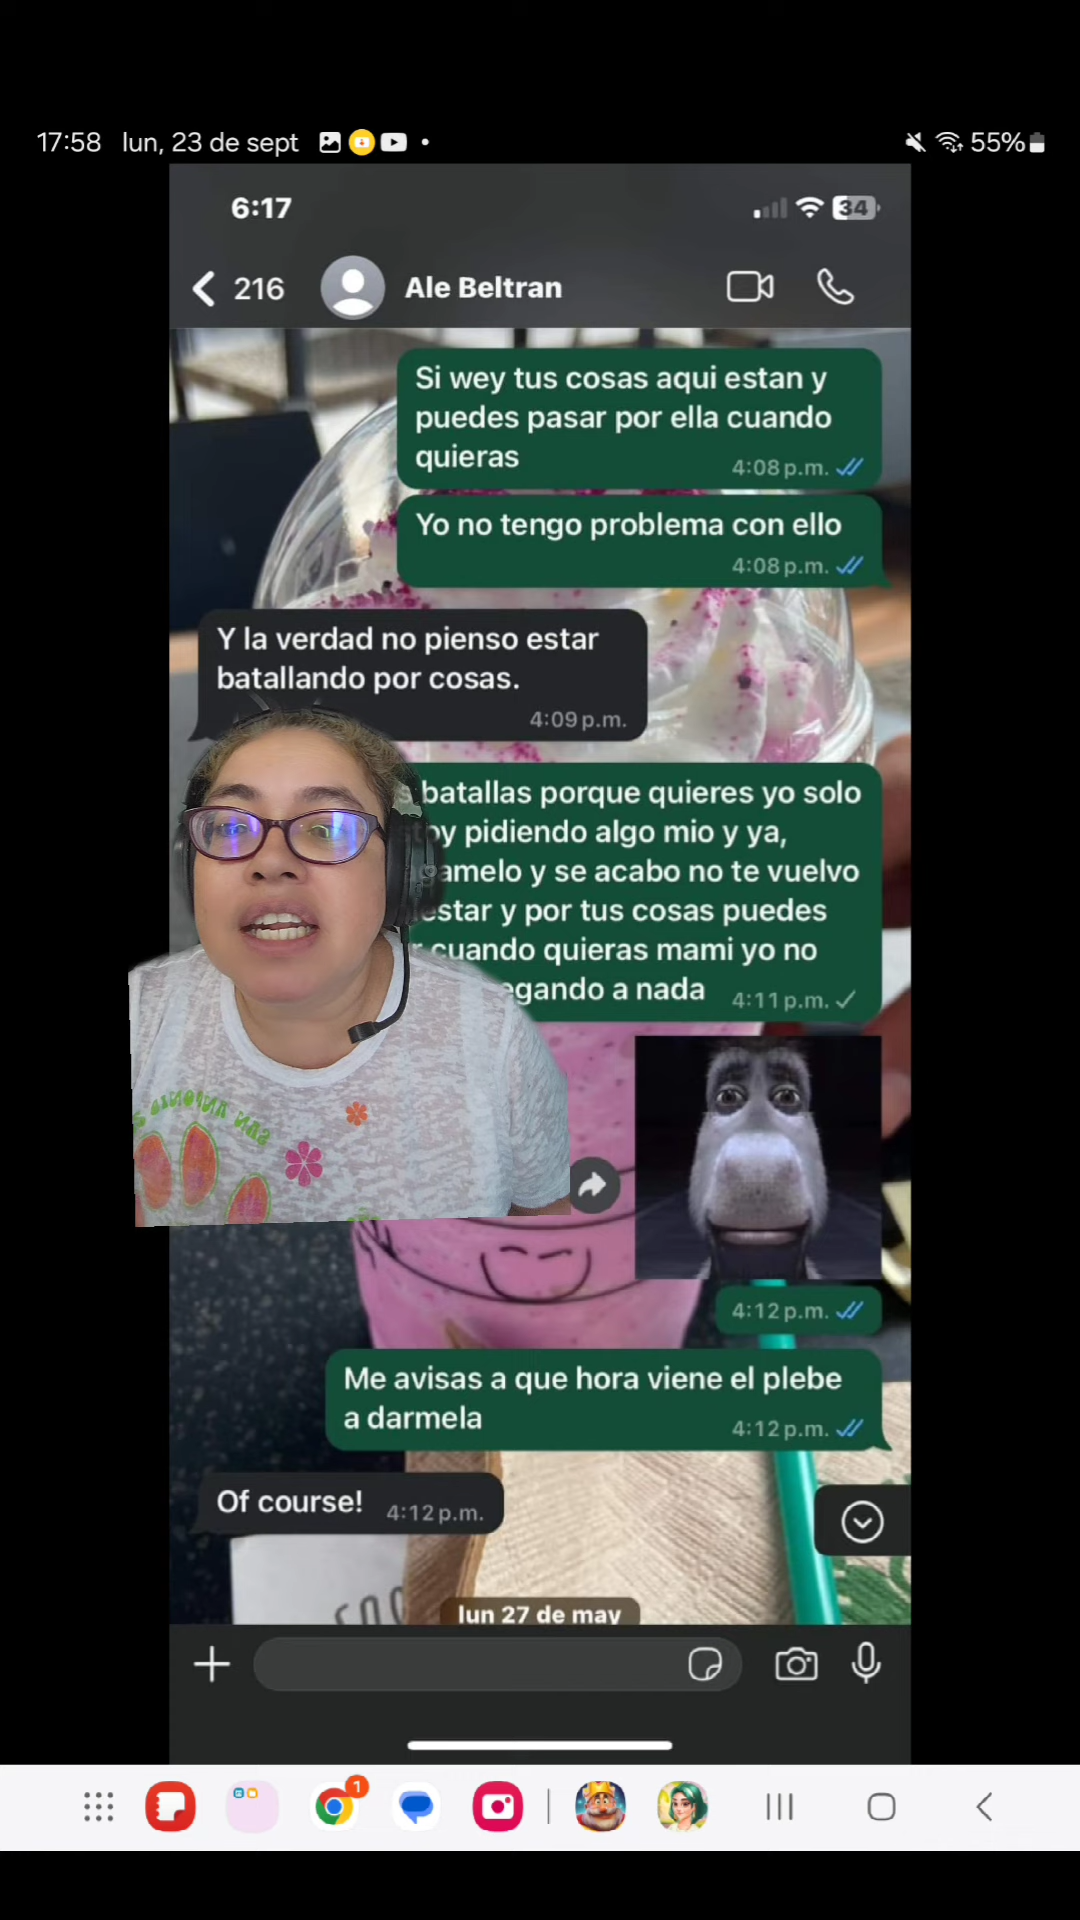 17:58 lun, 23 de sept 55%
6:17 34
216 Ale Beltran
Si wey tus cosas aqui estan y
puedes pasar por ella cuando
quieras 4:08 p.m.
Yo no tengo problema con ello
4:08 p.m.
Y la verdad no pienso estar
batallando por cosas.
4:09 p.m.
batallas porque quieres yo solo
pidiendo algo mio y ya,
y se acabo no te vuelvo
y por tus cosas puedes
cuando quieras mami yo no
a nada 4:11 p.m.
SAN ANTONIO
4:12 p.m.
Me avisas a que hora viene el plebe
a darmela 4:12 p.m.
Of course! 4:12 p.m.
lun 27 de may
1